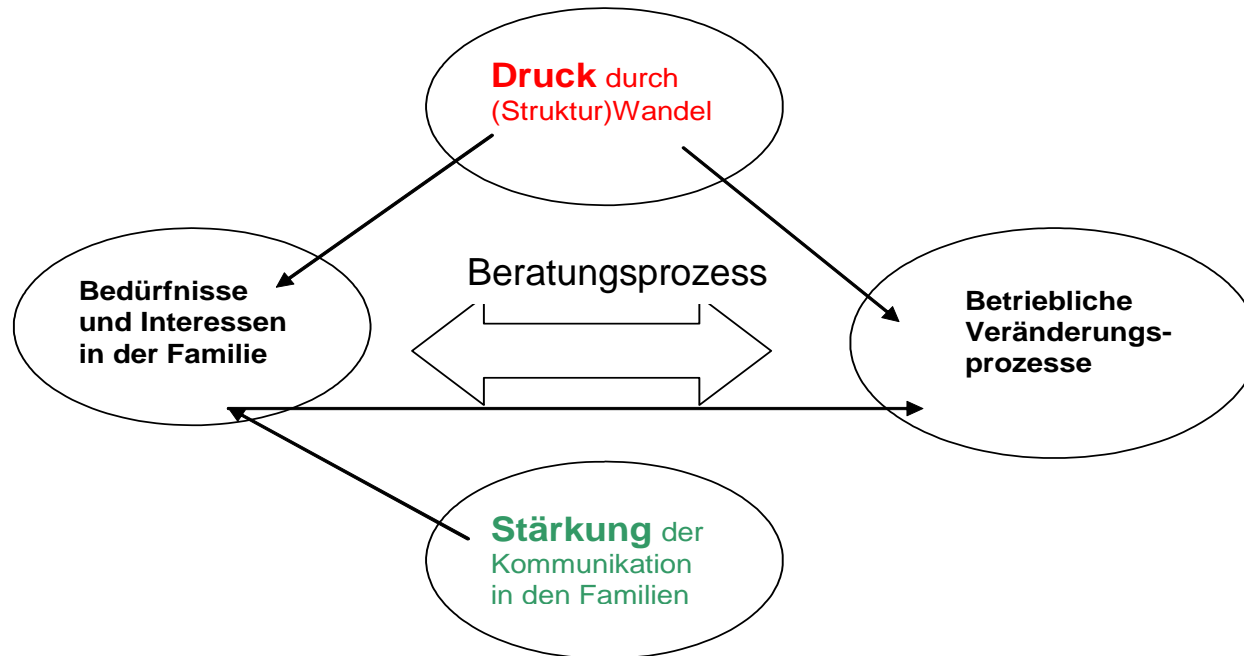 Druck durch
(Struktur)Wandel
Beratungsprozess
Bedürfnisse
und Interessen
in der Familie
Betriebliche
Veränderungs-
prozesse
Stärkung der
Kommunikation
in den Familien